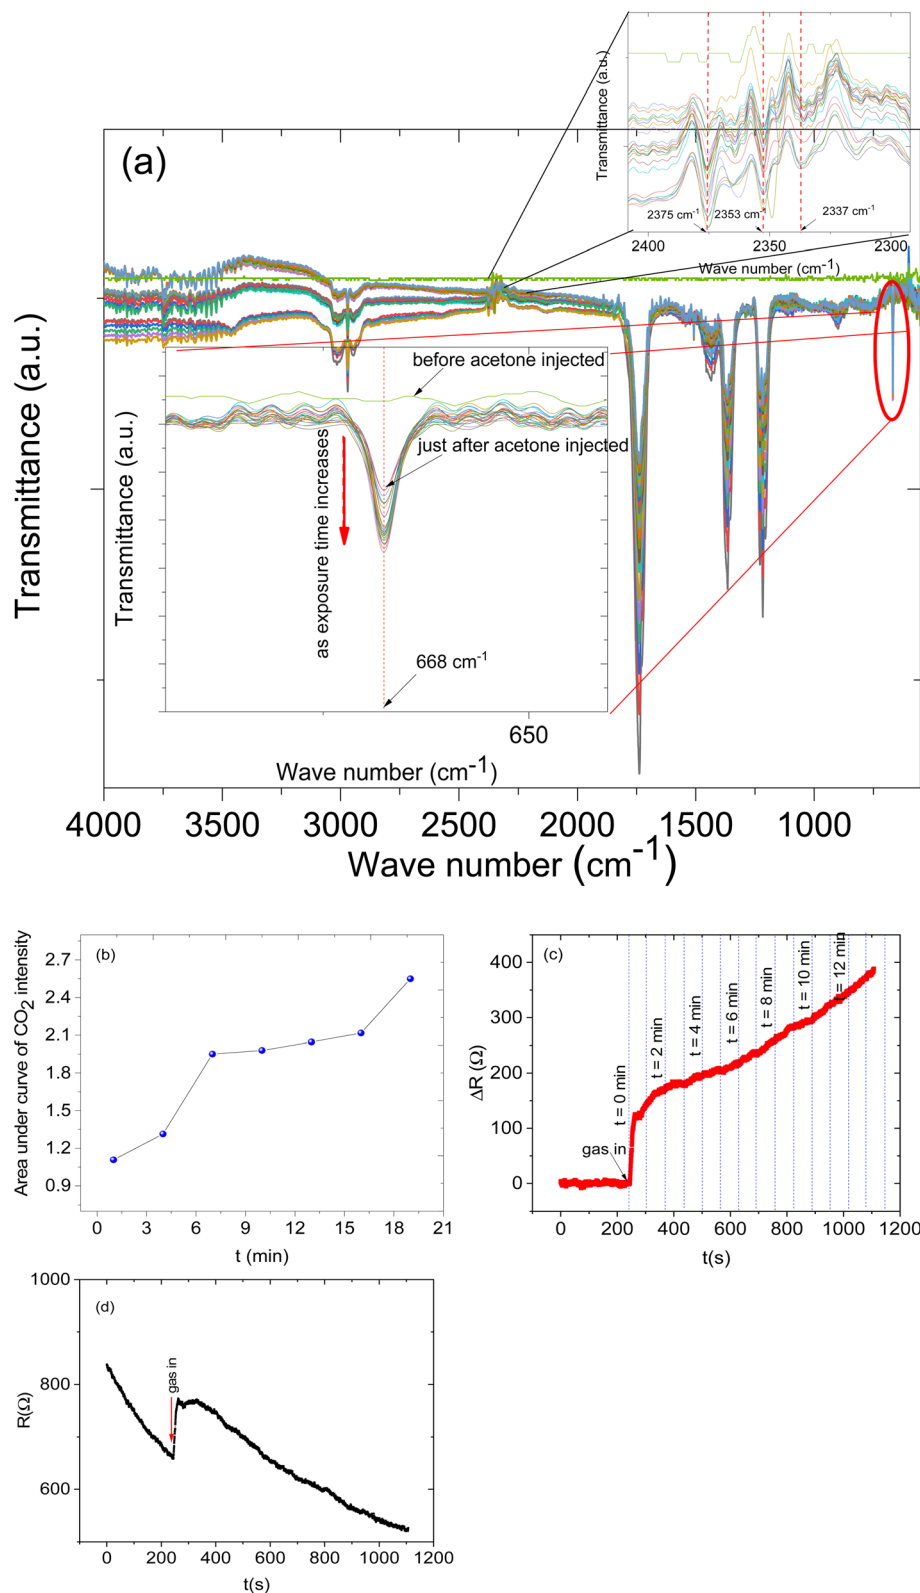 (a)
Transmittance (a.u.)
2375 cm-1
2353 cm-1
2337 cm-1
2400
2350
2300
Wave number (cm-1)
Transmittance (a.u.)
before acetone injected
just after acetone injected
as exposure time increases
Transmittance (a.u.)
668 cm-1
650
Wave number (cm-1)
4000
3500
3000
2500
2000
1500
1000
Wave number (cm-1)
(b)
Area under curve of CO2 intensity
2.7
2.4
2.1
1.8
1.5
1.2
0.9
0
3
6
9
12
15
18
21
t (min)
(c)
ΔR (Ω)
400
300
200
100
0
gas in
t = 0 min
t = 2 min
t = 4 min
t = 6 min
t = 8 min
t = 10 min
t = 12 min
0
200
400
600
800
1000
1200
t(s)
(d)
R(Ω)
1000
800
600
gas in
0
200
400
600
800
1000
1200
t(s)